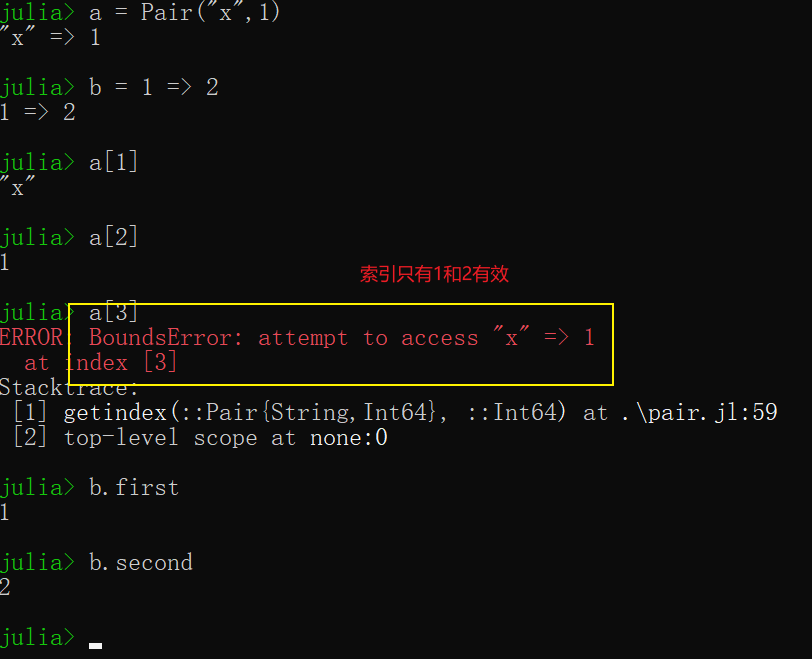 julia> a = Pair("x",1)
"x" => 1
julia> b = 1 => 2
1 => 2
julia> a[1]
"x"
julia> a[2]
1
索引只有1和2有效
julia> a[3]
ERROR: BoundsError: attempt to access "x" => 1
  at index [3]
Stacktrace:
 [1] getindex(::Pair{String,Int64}, ::Int64) at .\pair.jl:59
 [2] top-level scope at none:0
julia> b.first
1
julia> b.second
2
julia>